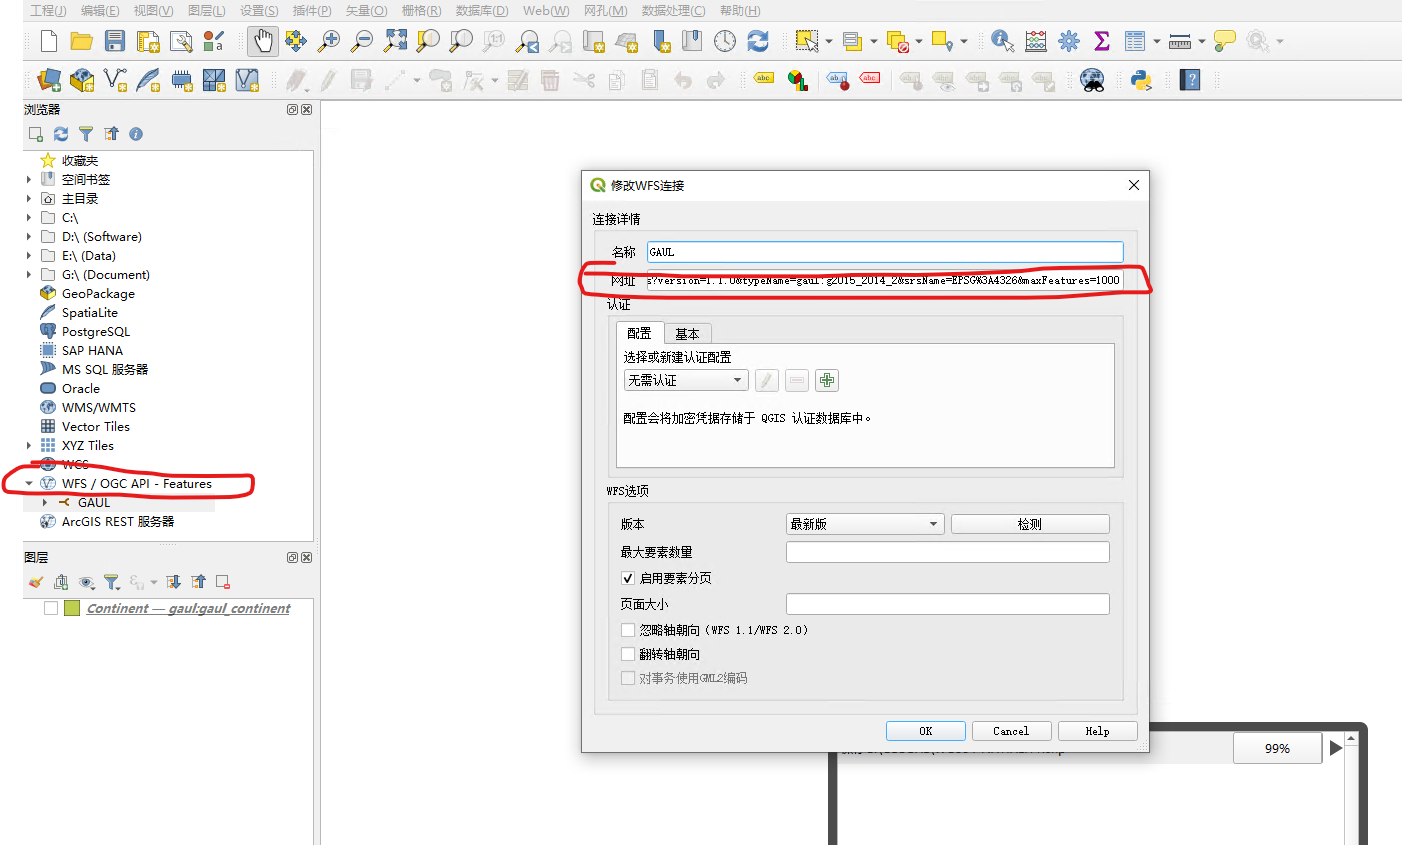 工程(J) 编辑(E) 视图(V) 图层(L) 设置(S) 插件(P) 矢量(O) 栅格(R) 数据库(D) Web(W) 网孔(M) 数据处理(C) 帮助(H)
浏览器
收藏夹
空间书签
主目录
C:\
D:\ (Software)
E:\ (Data)
G:\ (Document)
GeoPackage
SpatiaLite
PostgreSQL
SAP HANA
MS SQL 服务器
Oracle
WMS/WMTS
Vector Tiles
XYZ Tiles
WCS
WFS / OGC API - Features
GAUL
ArcGIS REST 服务器
图层
Continent — gaul:gaul_continent
修改WFS连接
连接详情
名称 GAUL
网址 s?version=1.1.0&typeName=gaul:g2015_2014_2&srsName=EPSG%3A4326&maxFeatures=1000
认证
配置 基本
选择或新建认证配置
无需认证
配置会将加密凭据存储于 QGIS 认证数据库中。
WFS选项
版本 最新版 检测
最大要素数量
启用要素分页
页面大小
忽略轴朝向 (WFS 1.1/WFS 2.0)
翻转轴朝向
对事务使用GML2编码
OK Cancel Help
99%